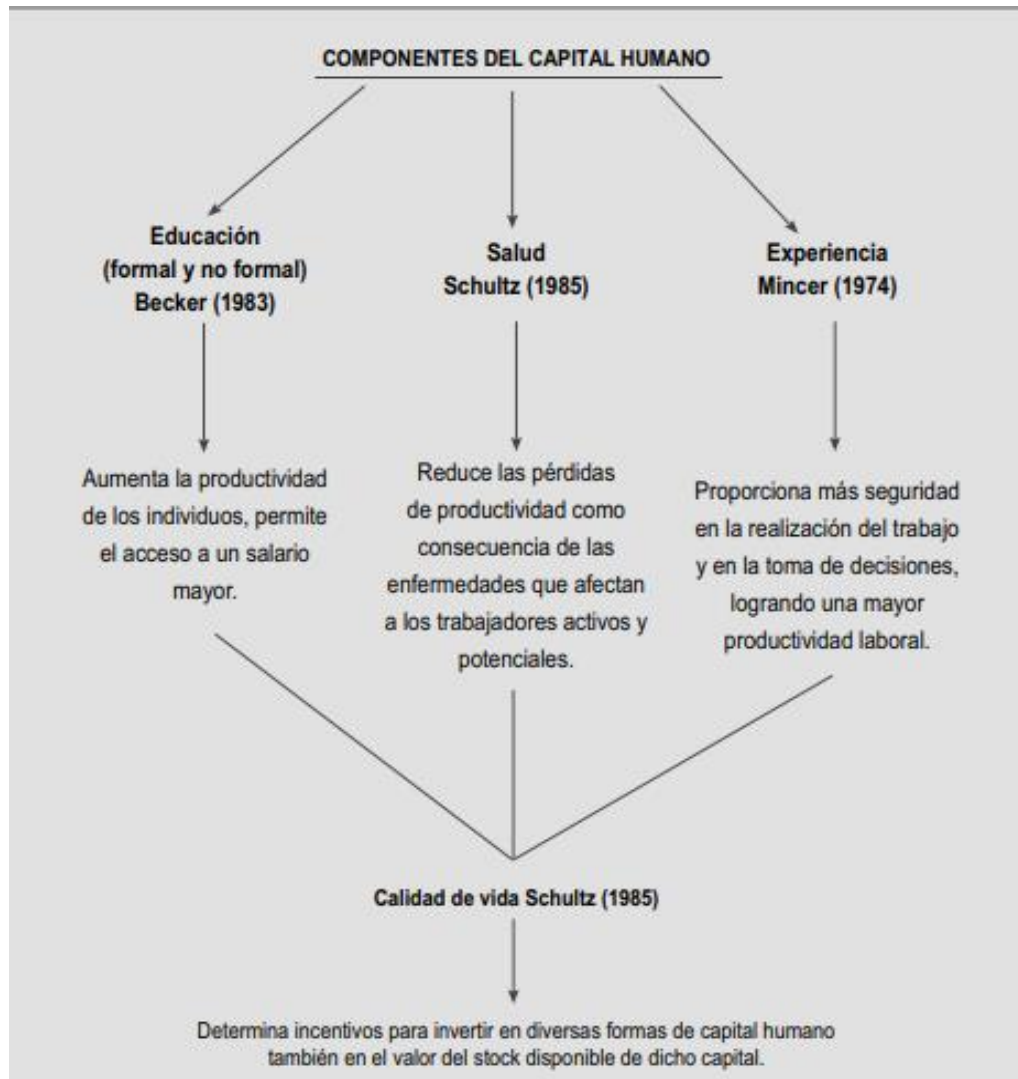 COMPONENTES DEL CAPITAL HUMANO
Educación
(formal y no formal)
Becker (1983)
Salud
Schultz (1985)
Experiencia
Mincer (1974)
Aumenta la productividad
de los individuos, permite
el acceso a un salario
mayor.
Reduce las pérdidas
de productividad como
consecuencia de las
enfermedades que afectan
a los trabajadores activos y
potenciales.
Proporciona más seguridad
en la realización del trabajo
y en la toma de decisiones,
logrando una mayor
productividad laboral.
Calidad de vida Schultz (1985)
Determina incentivos para invertir en diversas formas de capital humano
también en el valor del stock disponible de dicho capital.